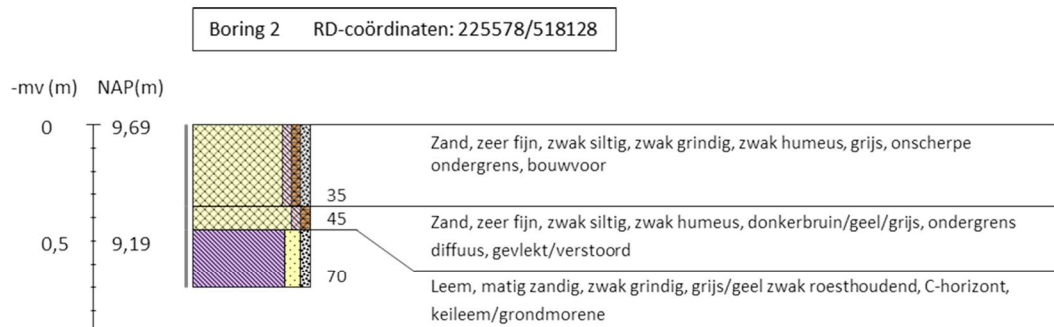 Boring 2 RD-coördinaten: 225578/518128
-mv (m) NAP(m)
0 9,69
Zand, zeer fijn, zwak siltig, zwak grindig, zwak humeus, grijs, onscherpe
ondergrens, bouwvoor
35
45
Zand, zeer fijn, zwak siltig, zwak humeus, donkerbruin/geel/grijs, ondergrens
diffuus, gevlekt/verstoord
0,5 9,19
70
Leem, matig zandig, zwak grindig, grijs/geel zwak roesthoudend, C-horizont,
keileem/grondmorene